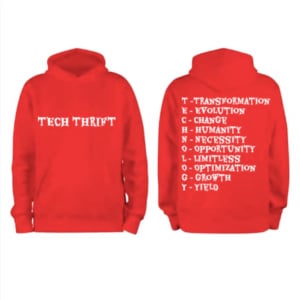 TECH THRIFT
T - TRANSFORMATION
E - EVOLUTION
C - CHANGE
H - HUMANITY
N - NECESSITY
O - OPPORTUNITY
L - LIMITLESS
O - OPTIMIZATION
G - GROWTH
Y - YIELD